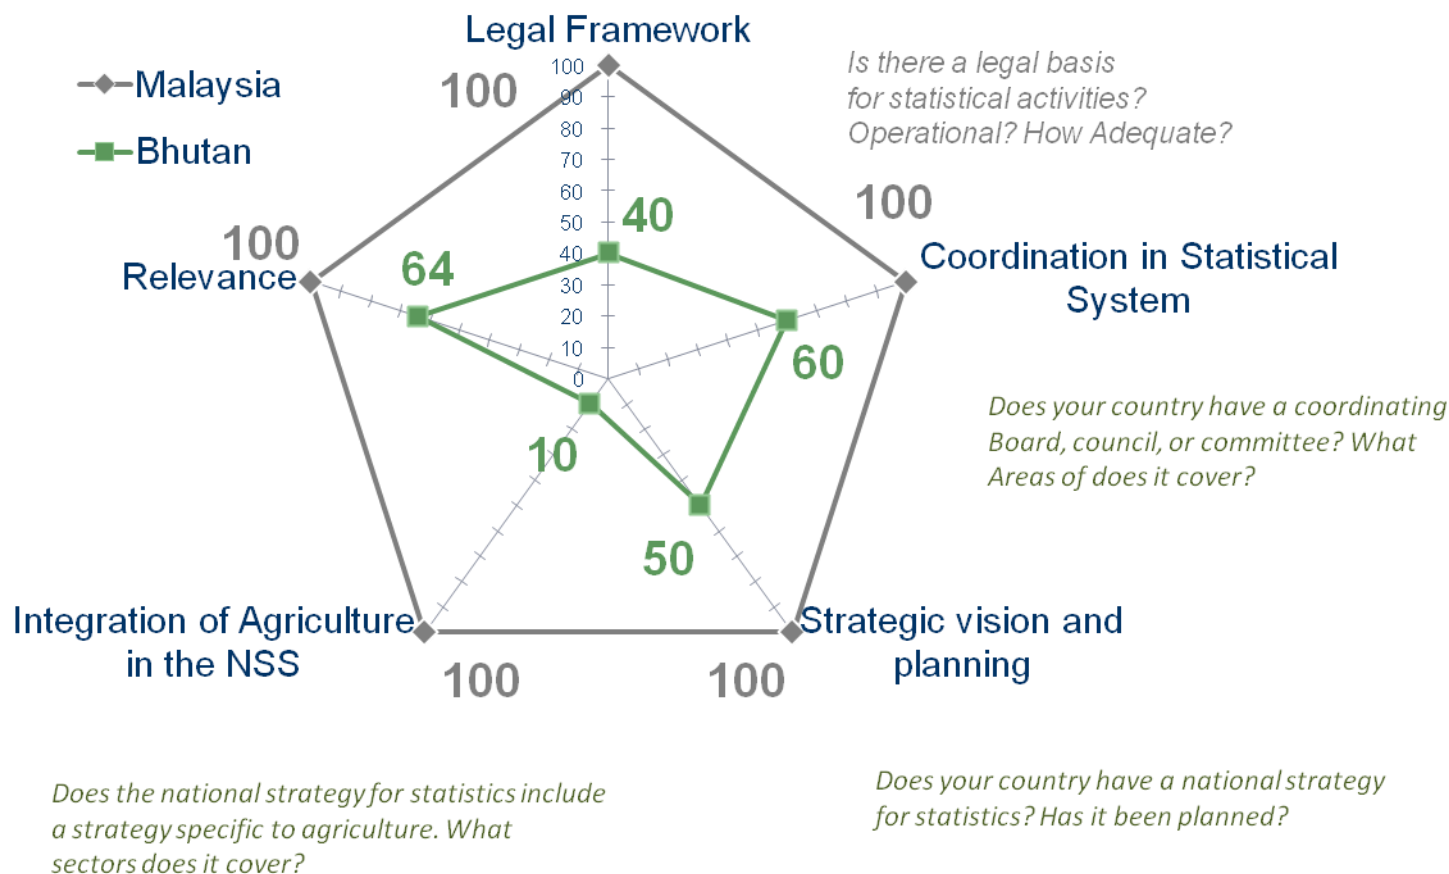 Legal Framework
Malaysia
Bhutan
100
100
90
80
70
60
50
40
30
20
10
0
Is there a legal basis
for statistical activities?
Operational? How Adequate?
40
100
Coordination in Statistical
System
60
100
Relevance
64
Does your country have a coordinating
Board, council, or committee? What
Areas of does it cover?
10
50
Integration of Agriculture
in the NSS
100
Strategic vision and
planning
100
Does the national strategy for statistics include
a strategy specific to agriculture. What
sectors does it cover?
Does your country have a national strategy
for statistics? Has it been planned?